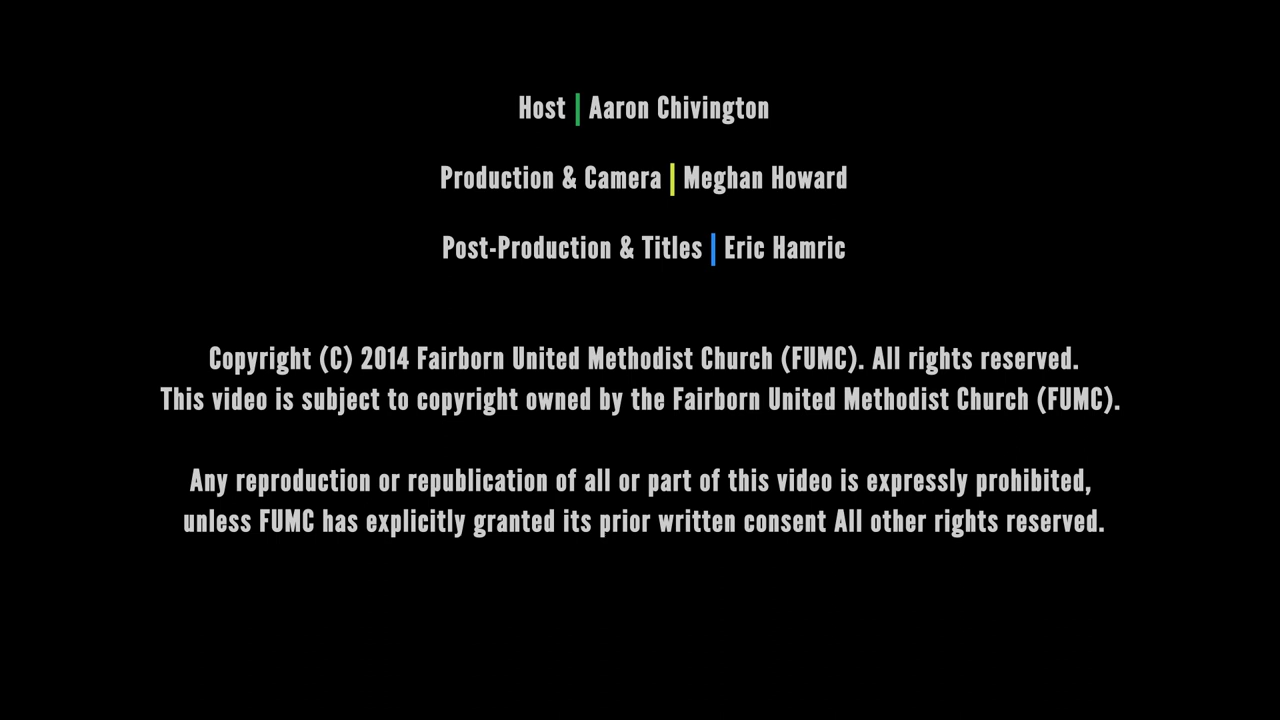 Host | Aaron Chivington
Production & Camera | Meghan Howard
Post-Production & Titles | Eric Hamric
Copyright (C) 2014 Fairborn United Methodist Church (FUMC). All rights reserved.
This video is subject to copyright owned by the Fairborn United Methodist Church (FUMC).
Any reproduction or republication of all or part of this video is expressly prohibited,
unless FUMC has explicitly granted its prior written consent All other rights reserved.